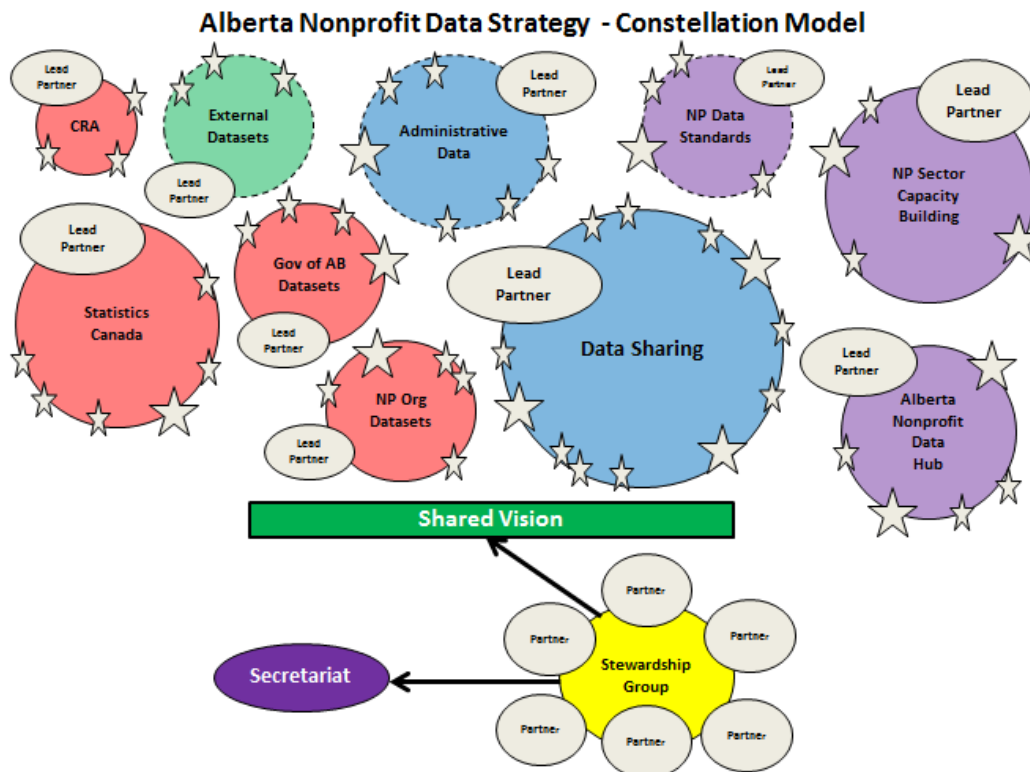 Alberta Nonprofit Data Strategy - Constellation Model
Lead
Partner
CRA
External
Datasets
Lead
Partner
Lead
Partner
Administrative
Data
Lead
Partner
NP Data
Standards
Lead
Partner
NP Sector
Capacity
Building
Lead
Partner
Statistics
Canada
Gov of AB
Datasets
Lead
Partner
Lead
Partner
Data Sharing
NP Org
Datasets
Lead
Partner
Lead
Partner
Alberta
Nonprofit
Data
Hub
Shared Vision
Partner
Partner
Partner
Stewardship
Group
Secretariat
Partner
Partner
Partner